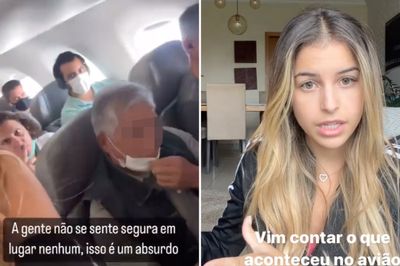 A gente não se sente segura em
lugar nenhum, isso é um absurdo
Vim contar o que
aconteceu no avião